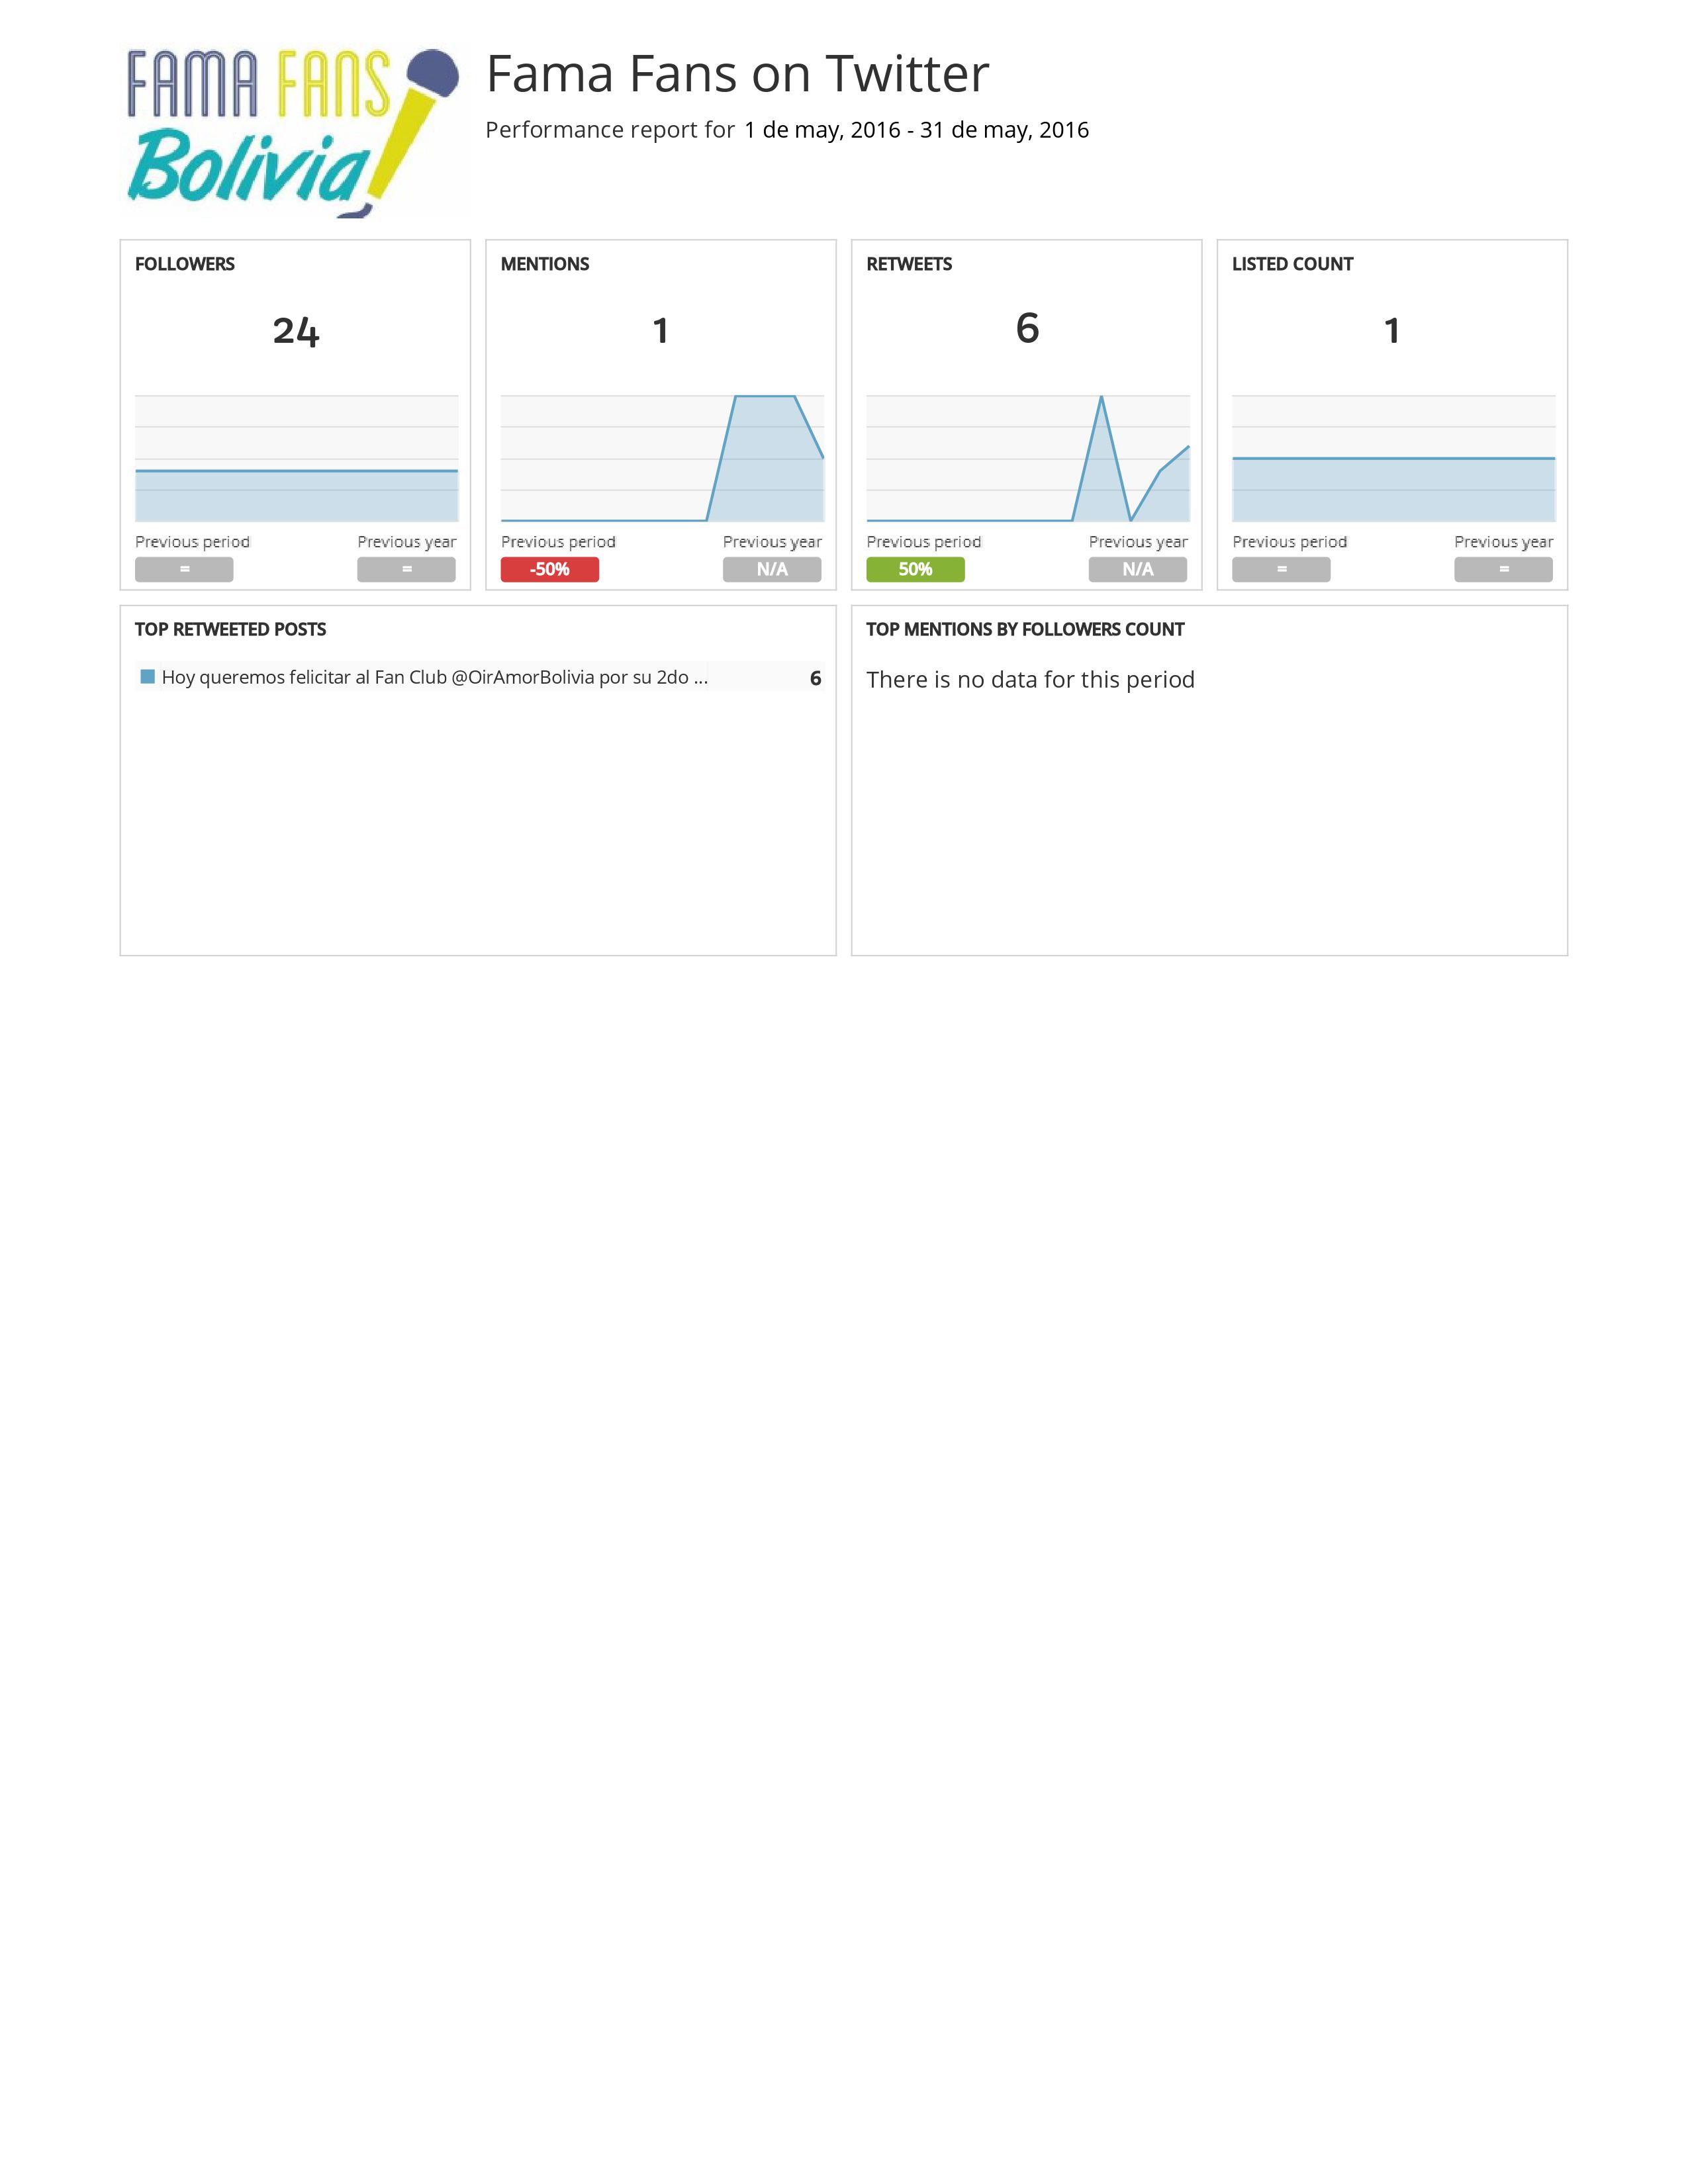 FAMA FANS
Bolivia
Fama Fans on Twitter
Performance report for 1 de may, 2016 - 31 de may, 2016
FOLLOWERS
24
Previous period
Previous year
=
=
MENTIONS
1
Previous period
Previous year
-50%
N/A
RETWEETS
6
Previous period
Previous year
50%
N/A
LISTED COUNT
1
Previous period
Previous year
=
=
TOP RETWEETED POSTS
Hoy queremos felicitar al Fan Club @OirAmorBolivia por su 2do ... 6
TOP MENTIONS BY FOLLOWERS COUNT
There is no data for this period